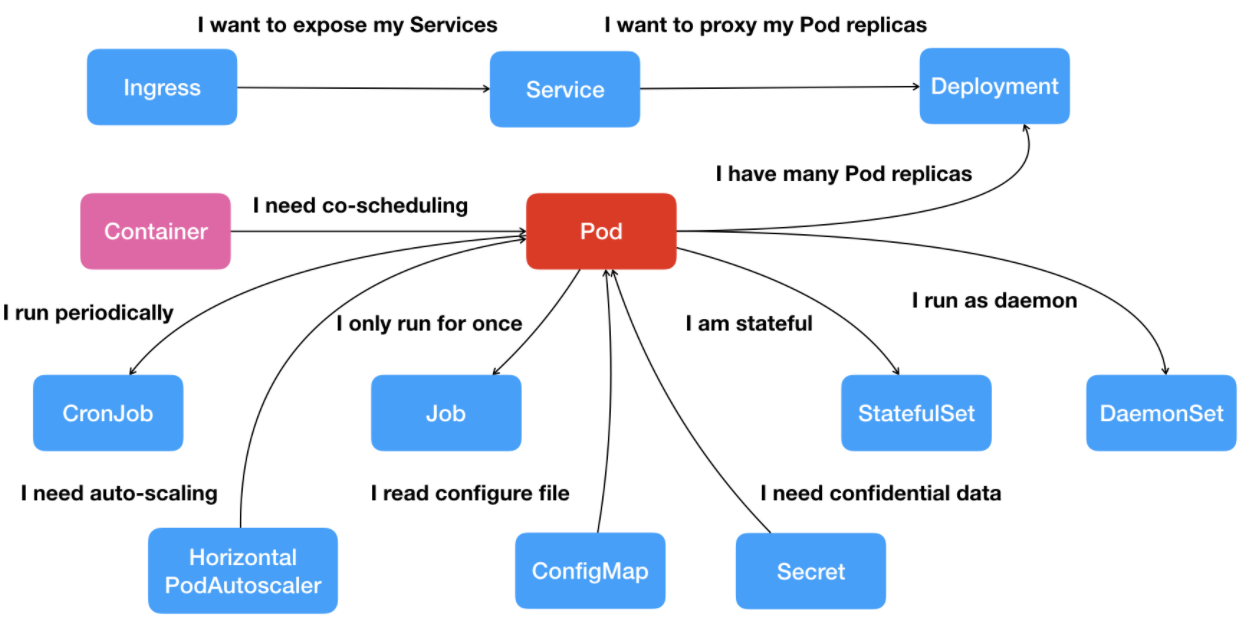 I want to expose my Services
I want to proxy my Pod replicas
Ingress
Service
Deployment
I have many Pod replicas
I need co-scheduling
Container
Pod
I run periodically
I only run for once
I am stateful
I run as daemon
CronJob
Job
StatefulSet
DaemonSet
I need auto-scaling
I read configure file
I need confidential data
Horizontal
PodAutoscaler
ConfigMap
Secret